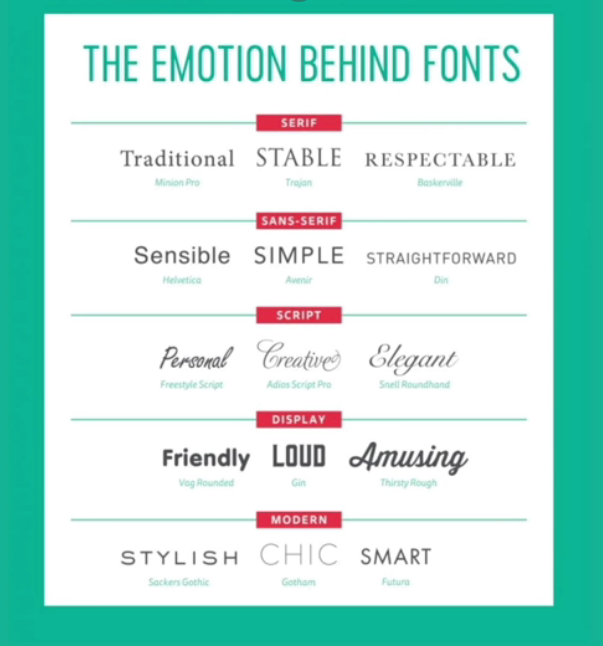 THE EMOTION BEHIND FONTS
SERIF
Traditional STABLE RESPECTABLE
Minion Pro Trajan Baskerville
SANS-SERIF
Sensible SIMPLE STRAIGHTFORWARD
Helvetica Avenir Din
SCRIPT
Personal Creative Elegant
Freestyle Script Adios Script Pro Snell Roundhand
DISPLAY
Friendly LOUD Amusing
Vag Rounded Gin Thirsty Rough
MODERN
STYLISH CHIC SMART
Sackers Gothic Gotham Futura